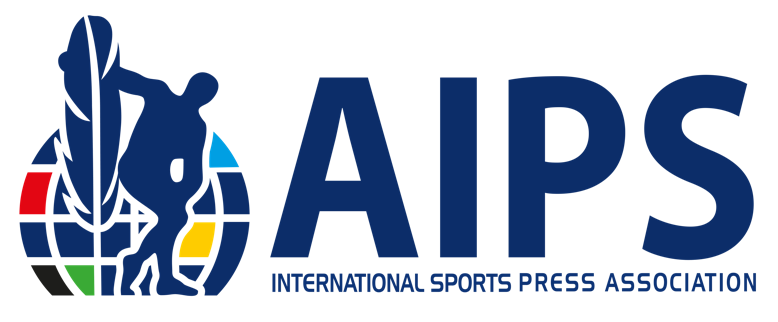 AIPS
INTERNATIONAL SPORTS PRESS ASSOCIATION